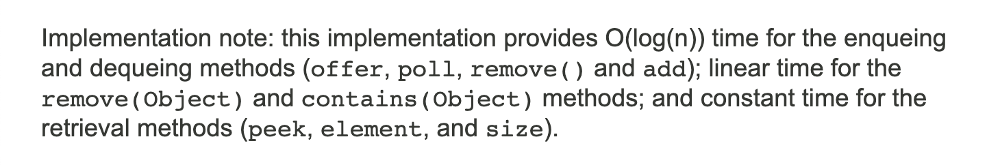 Implementation note: this implementation provides O(log(n)) time for the enqueing
and dequeing methods (offer, poll, remove() and add); linear time for the
remove(Object) and contains(Object) methods; and constant time for the
retrieval methods (peek, element, and size).